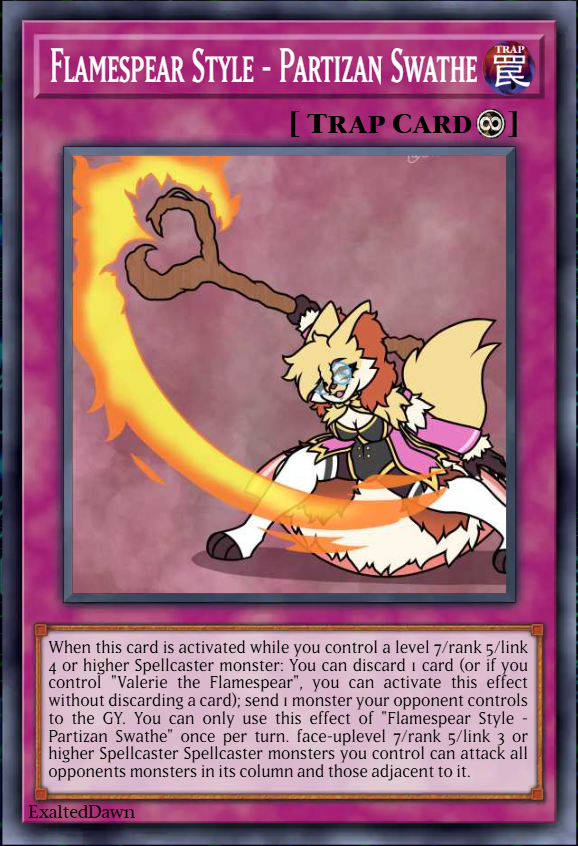 Flamespear Style - Partizan Swathe
TRAP
罠
[ Trap Card ]
When this card is activated while you control a level 7/rank 5/link
4 or higher Spellcaster monster: You can discard 1 card (or if you
control "Valerie the Flamespear", you can activate this effect
without discarding a card); send 1 monster your opponent controls
to the GY. You can only use this effect of "Flamespear Style -
Partizan Swathe" once per turn. face-uplevel 7/rank 5/link 3 or
higher Spellcaster Spellcaster monsters you control can attack all
opponents monsters in its column and those adjacent to it.
ExaltedDawn